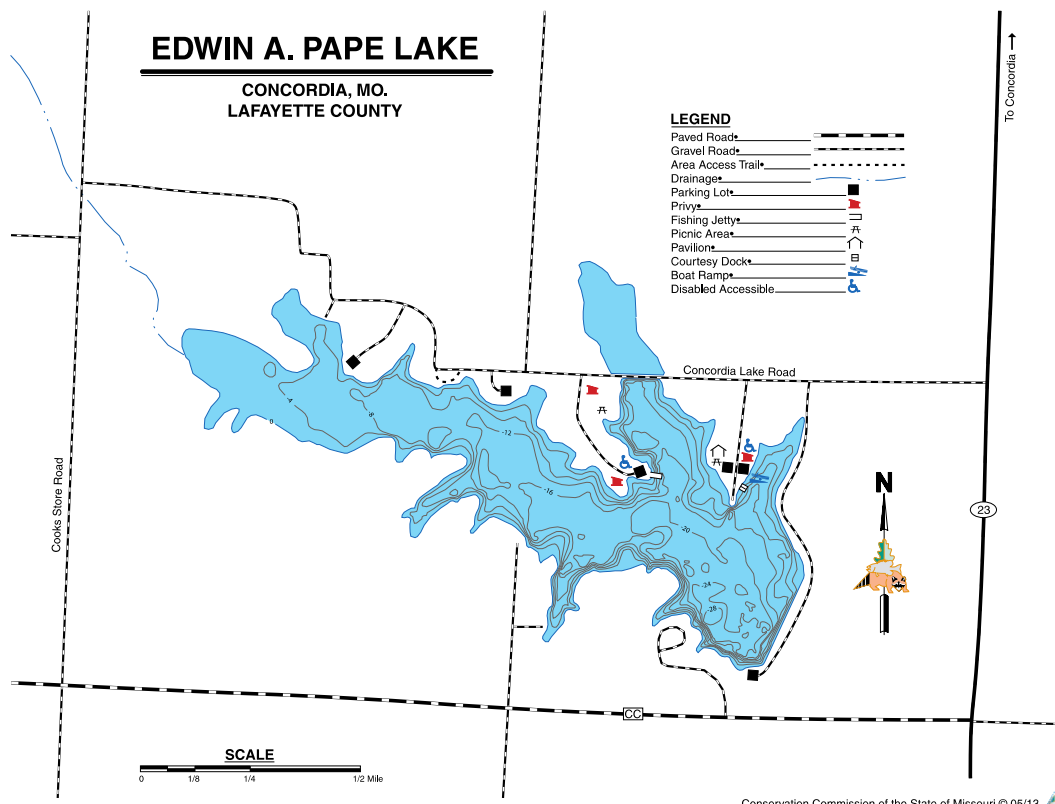 EDWIN A. PAPE LAKE
CONCORDIA, MO.
LAFAYETTE COUNTY
To Concordia
LEGEND
Paved Road
Gravel Road
Area Access Trail
Drainage
Parking Lot
Privy
Fishing Jetty
Picnic Area
Pavilion
Courtesy Dock
Boat Ramp
Disabled Accessible
Concordia Lake Road
-4
-8
0
-12
-16
-20
-24
-28
N
23
Cooks Store Road
CC
SCALE
0 1/8 1/4 1/2 Mile
Conservation Commission of the State of Missouri © 05/13